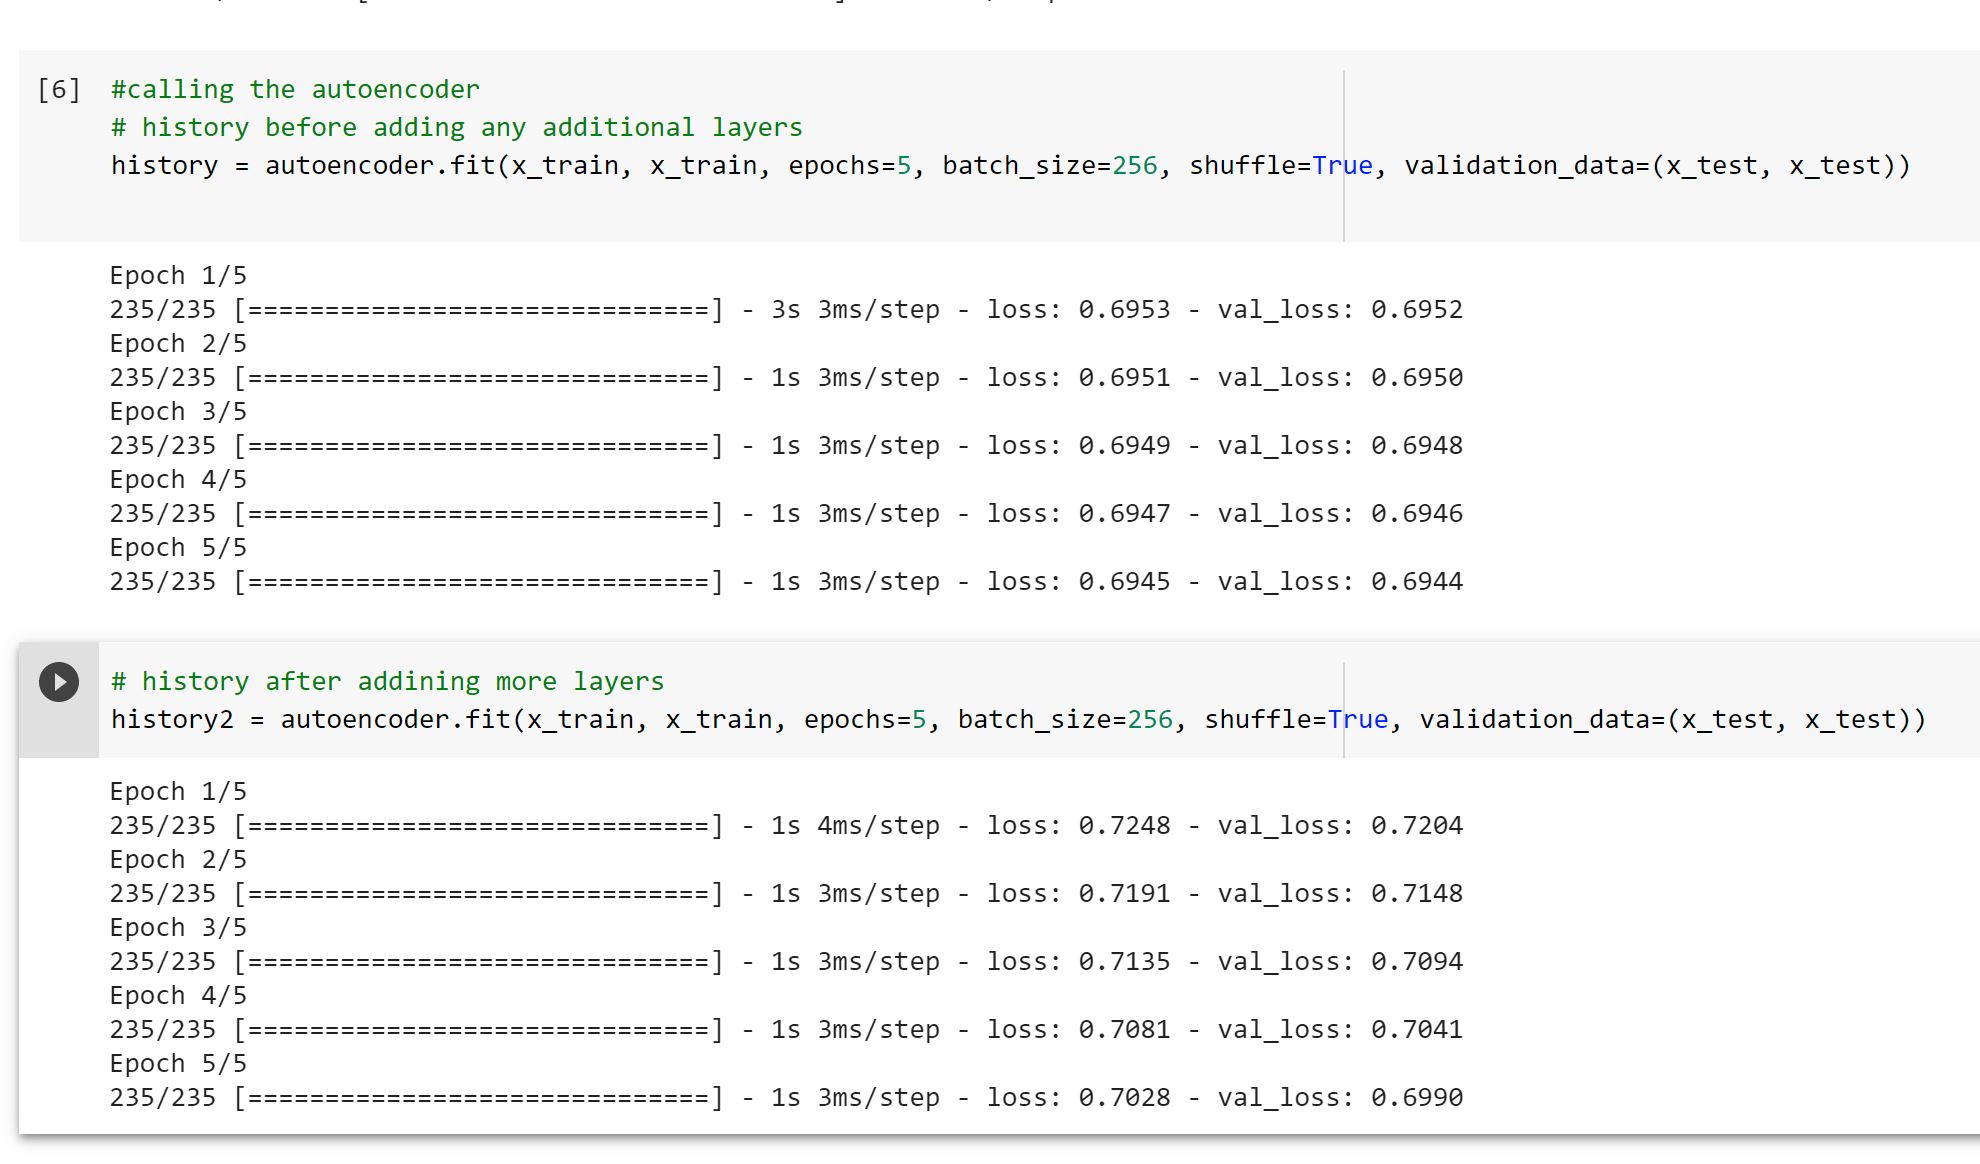 [6] #calling the autoencoder
# history before adding any additional layers
history = autoencoder.fit(x_train, x_train, epochs=5, batch_size=256, shuffle=True, validation_data=(x_test, x_test))
Epoch 1/5
235/235 [==============================] - 3s 3ms/step - loss: 0.6953 - val_loss: 0.6952
Epoch 2/5
235/235 [==============================] - 1s 3ms/step - loss: 0.6951 - val_loss: 0.6950
Epoch 3/5
235/235 [==============================] - 1s 3ms/step - loss: 0.6949 - val_loss: 0.6948
Epoch 4/5
235/235 [==============================] - 1s 3ms/step - loss: 0.6947 - val_loss: 0.6946
Epoch 5/5
235/235 [==============================] - 1s 3ms/step - loss: 0.6945 - val_loss: 0.6944
# history after addining more layers
history2 = autoencoder.fit(x_train, x_train, epochs=5, batch_size=256, shuffle=True, validation_data=(x_test, x_test))
Epoch 1/5
235/235 [==============================] - 1s 4ms/step - loss: 0.7248 - val_loss: 0.7204
Epoch 2/5
235/235 [==============================] - 1s 3ms/step - loss: 0.7191 - val_loss: 0.7148
Epoch 3/5
235/235 [==============================] - 1s 3ms/step - loss: 0.7135 - val_loss: 0.7094
Epoch 4/5
235/235 [==============================] - 1s 3ms/step - loss: 0.7081 - val_loss: 0.7041
Epoch 5/5
235/235 [==============================] - 1s 3ms/step - loss: 0.7028 - val_loss: 0.6990